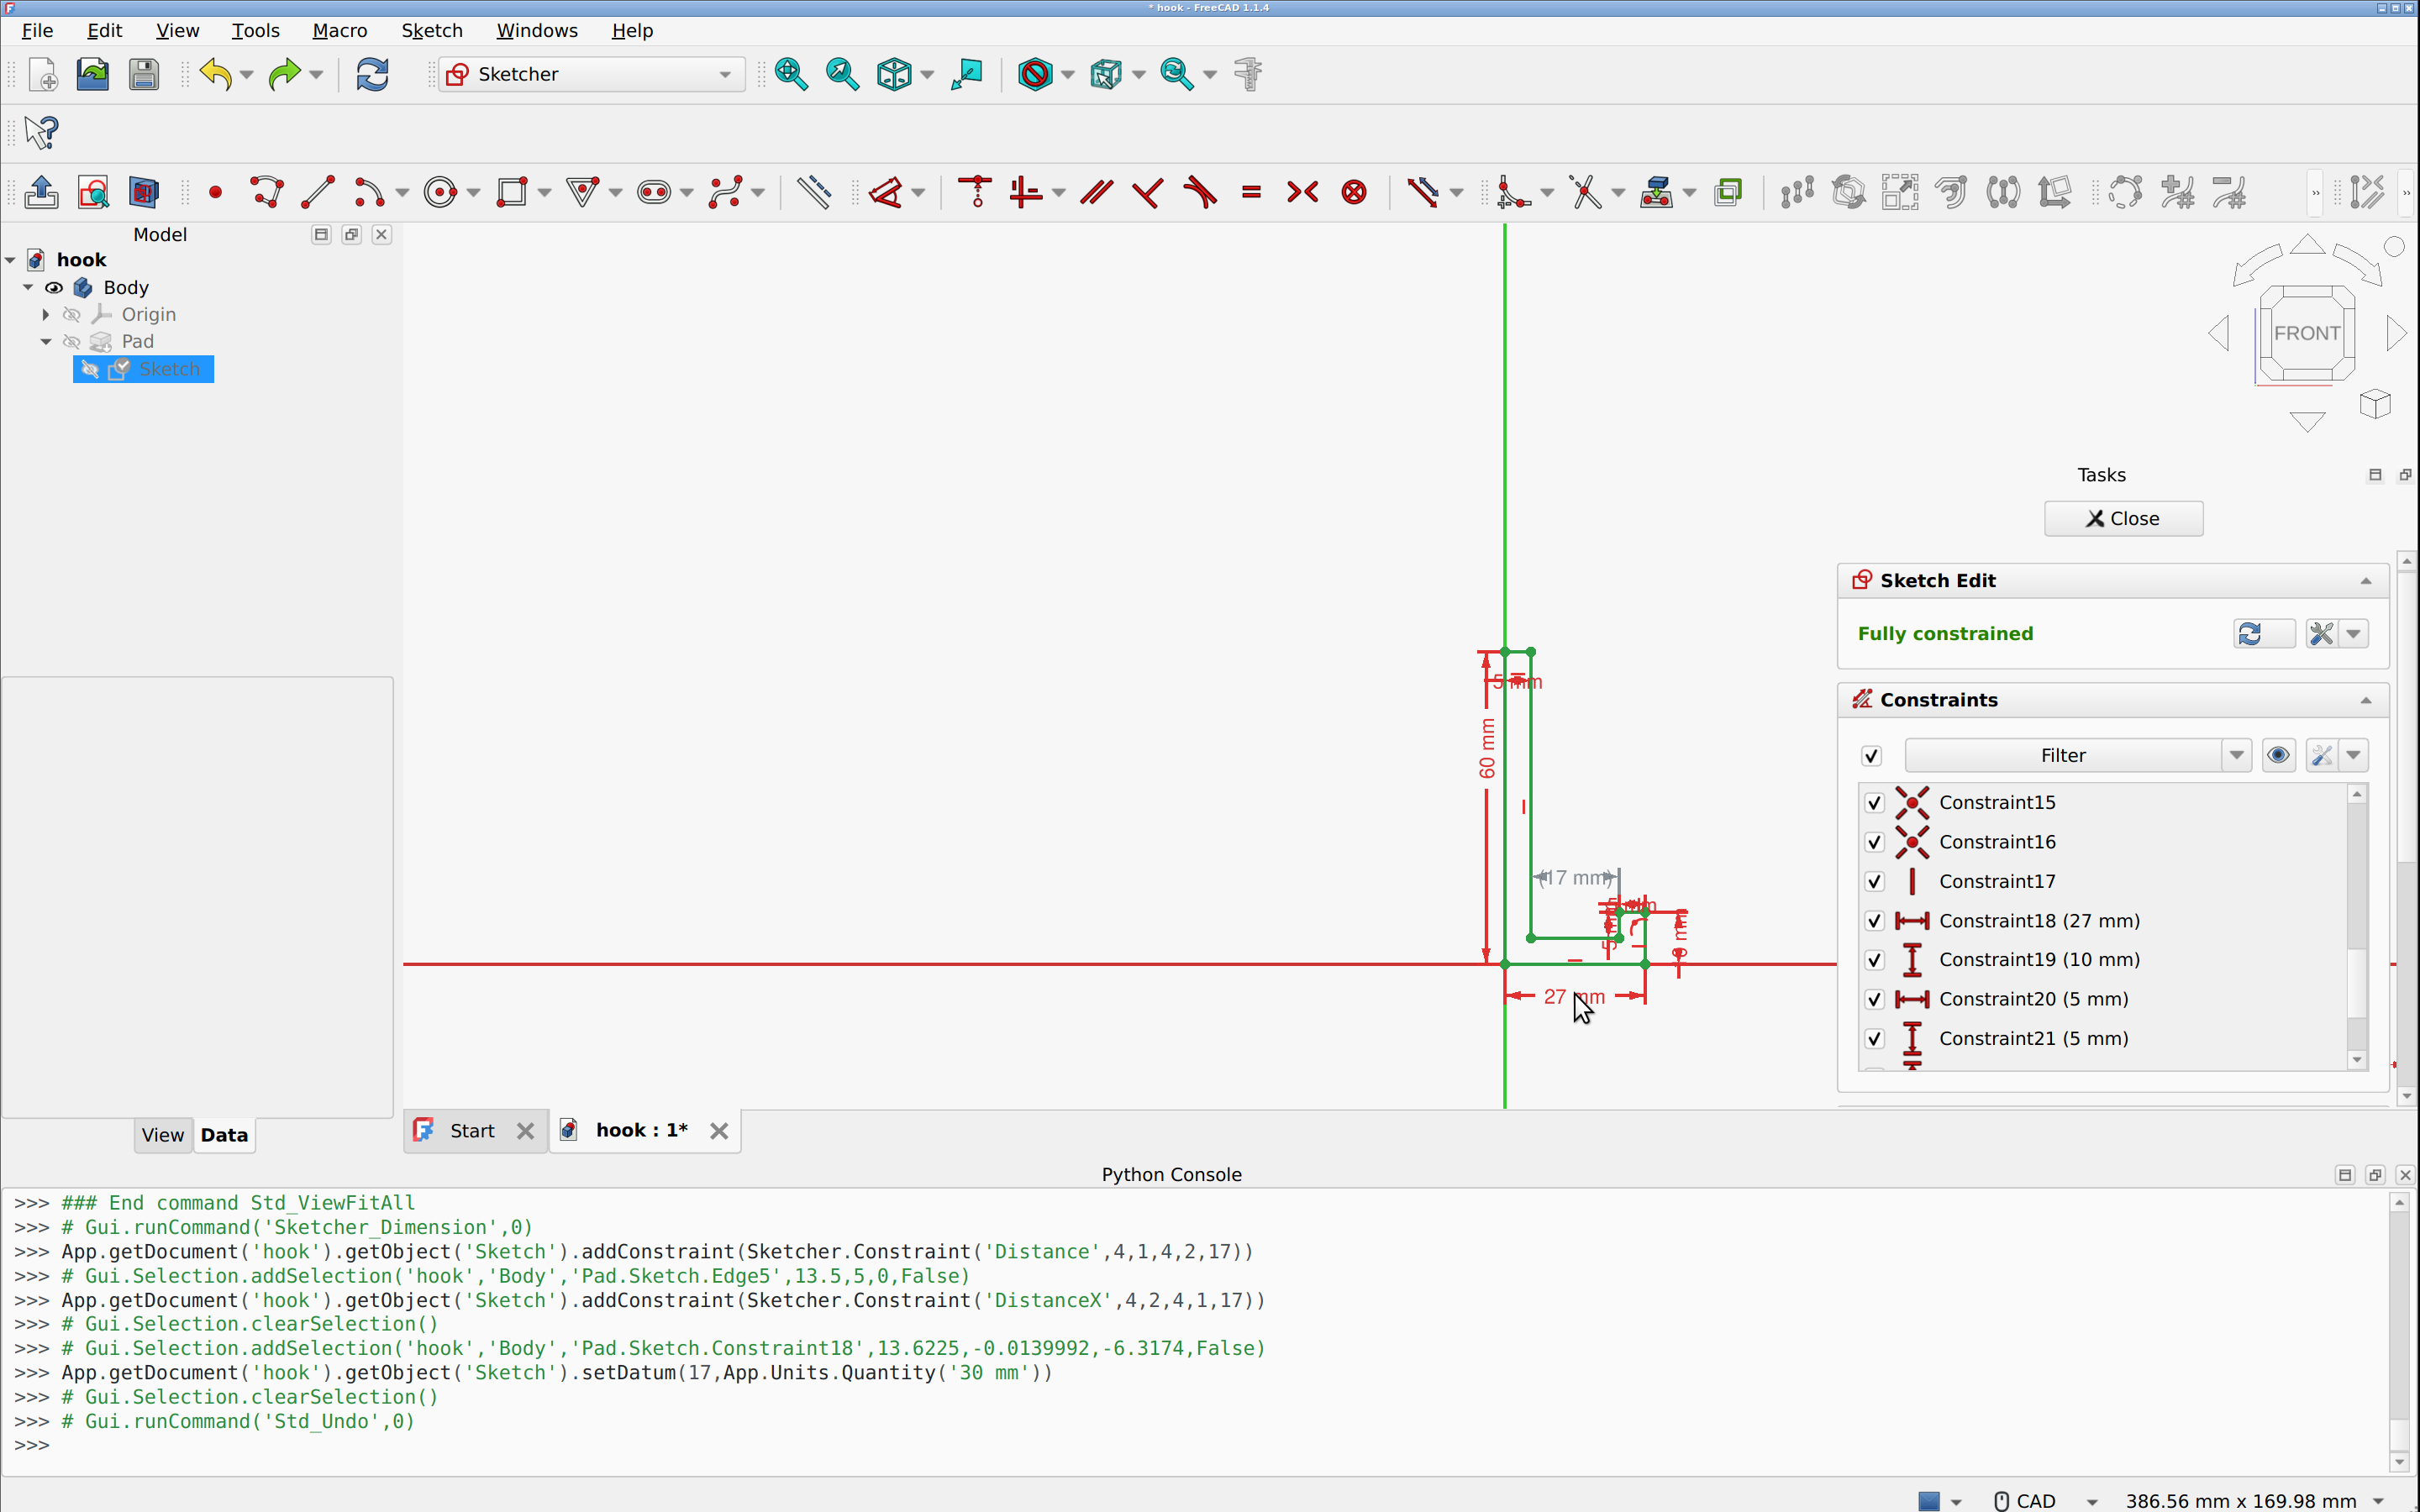 * hook - FreeCAD 1.1.4
File Edit View Tools Macro Sketch Windows Help
Sketcher
Model
hook
Body
Origin
Pad
Sketch
FRONT
Tasks
Close
Sketch Edit
Fully constrained
Constraints
Filter
Constraint15
Constraint16
Constraint17
Constraint18 (27 mm)
Constraint19 (10 mm)
Constraint20 (5 mm)
Constraint21 (5 mm)
5 mm
60 mm
(17 mm)
27 mm
View Data
Start
hook : 1*
Python Console
>>> ### End command Std_ViewFitAll
>>> # Gui.runCommand('Sketcher_Dimension',0)
>>> App.getDocument('hook').getObject('Sketch').addConstraint(Sketcher.Constraint('Distance',4,1,4,2,17))
>>> # Gui.Selection.addSelection('hook','Body','Pad.Sketch.Edge5',13.5,5,0,False)
>>> App.getDocument('hook').getObject('Sketch').addConstraint(Sketcher.Constraint('DistanceX',4,2,4,1,17))
>>> # Gui.Selection.clearSelection()
>>> # Gui.Selection.addSelection('hook','Body','Pad.Sketch.Constraint18',13.6225,-0.0139992,-6.3174,False)
>>> App.getDocument('hook').getObject('Sketch').setDatum(17,App.Units.Quantity('30 mm'))
>>> # Gui.Selection.clearSelection()
>>> # Gui.runCommand('Std_Undo',0)
>>>
CAD
386.56 mm x 169.98 mm